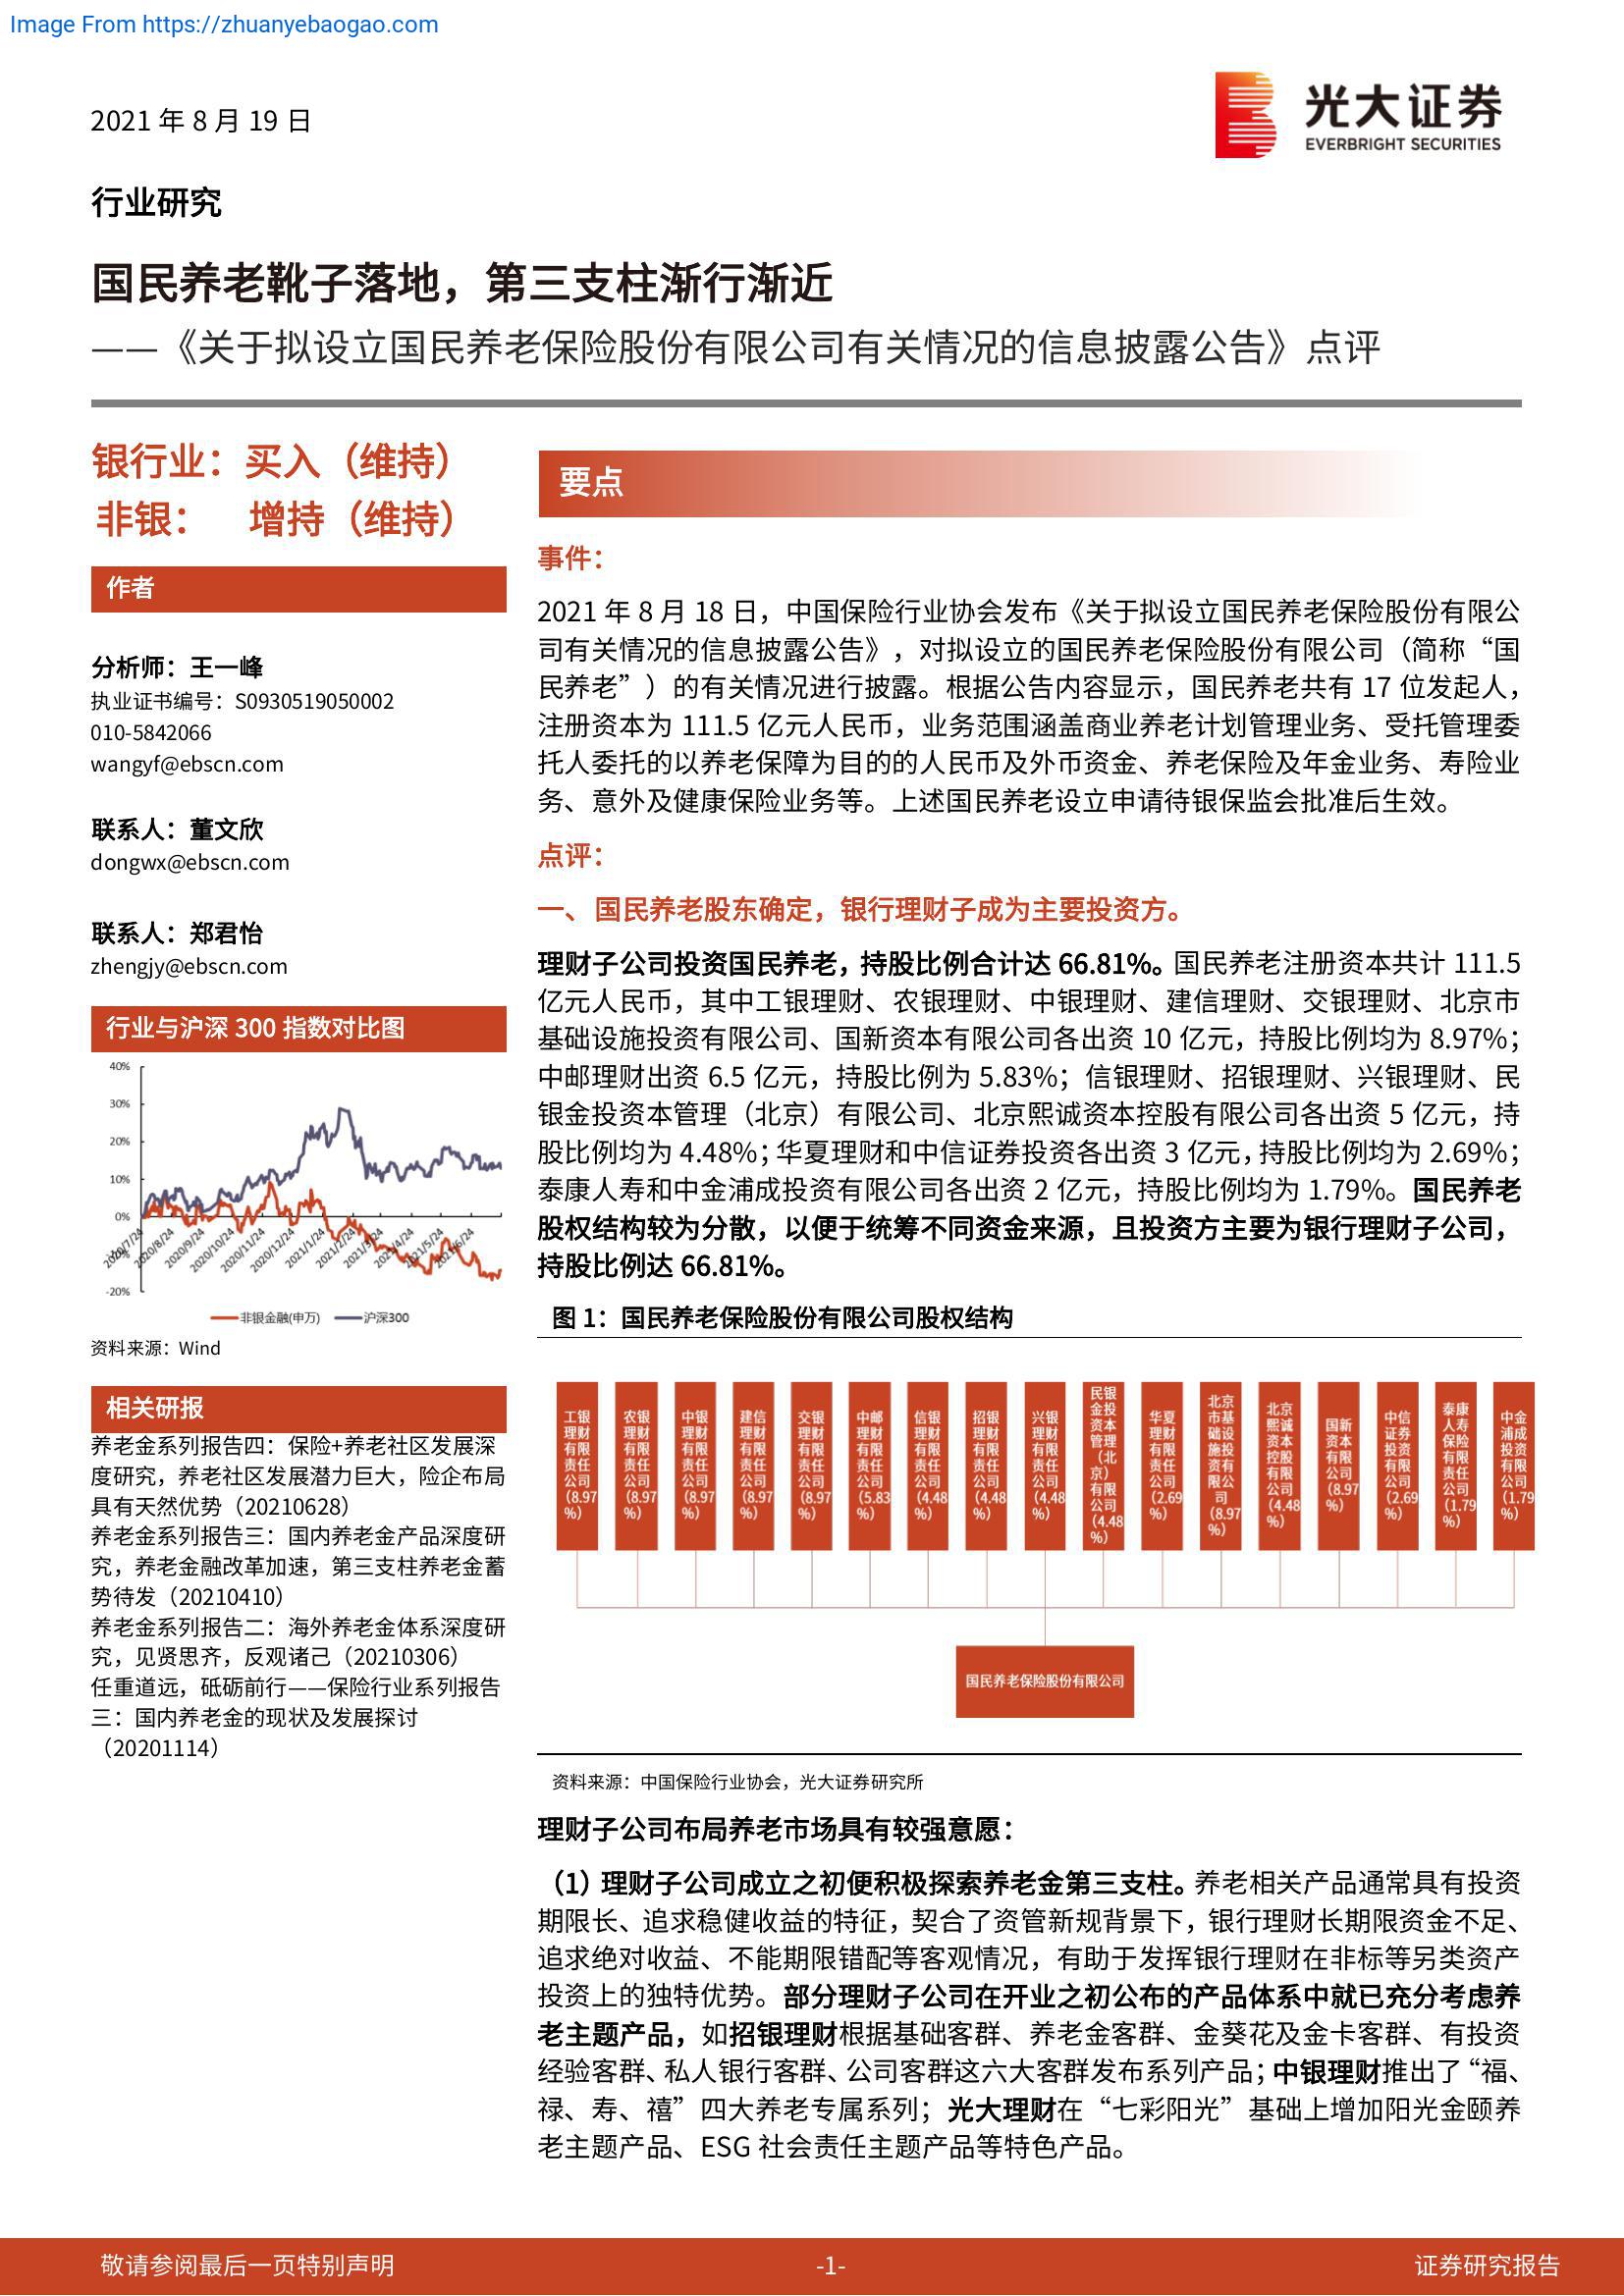 Image From https://zhuanyebaogao.com
2021 年 8 月 19 日
光大证券
EVERBRIGHT SECURITIES
行业研究
国民养老靴子落地，第三支柱渐行渐近
——《关于拟设立国民养老保险股份有限公司有关情况的信息披露公告》点评
银行业：买入（维持）
非银： 增持（维持）
作者
分析师：王一峰
执业证书编号：S0930519050002
010-5842066
wangyf@ebscn.com
联系人：董文欣
dongwx@ebscn.com
联系人：郑君怡
zhengjy@ebscn.com
行业与沪深 300 指数对比图
40%
30%
20%
10%
0%
-10%
-20%
2020/7/24
2020/8/24
2020/9/24
2020/10/24
2020/11/24
2020/12/24
2021/1/24
2021/2/24
2021/3/24
2021/4/24
2021/5/24
2021/6/24
非银金融(申万)
沪深300
资料来源：Wind
相关研报
养老金系列报告四：保险+养老社区发展深
度研究，养老社区发展潜力巨大，险企布局
具有天然优势（20210628）
养老金系列报告三：国内养老金产品深度研
究，养老金融改革加速，第三支柱养老金蓄
势待发（20210410）
养老金系列报告二：海外养老金体系深度研
究，见贤思齐，反观诸己（20210306）
任重道远，砥砺前行——保险行业系列报告
三：国内养老金的现状及发展探讨
（20201114）
要点
事件：
2021 年 8 月 18 日，中国保险行业协会发布《关于拟设立国民养老保险股份有限公
司有关情况的信息披露公告》，对拟设立的国民养老保险股份有限公司（简称“国
民养老”）的有关情况进行披露。根据公告内容显示，国民养老共有 17 位发起人，
注册资本为 111.5 亿元人民币，业务范围涵盖商业养老计划管理业务、受托管理委
托人委托的以养老保障为目的的人民币及外币资金、养老保险及年金业务、寿险业
务、意外及健康保险业务等。上述国民养老设立申请待银保监会批准后生效。
点评：
一、国民养老股东确定，银行理财子成为主要投资方。
理财子公司投资国民养老，持股比例合计达 66.81%。国民养老注册资本共计 111.5
亿元人民币，其中工银理财、农银理财、中银理财、建信理财、交银理财、北京市
基础设施投资有限公司、国新资本有限公司各出资 10 亿元，持股比例均为 8.97%；
中邮理财出资 6.5 亿元，持股比例为 5.83%；信银理财、招银理财、兴银理财、民
银金投资本管理（北京）有限公司、北京熙诚资本控股有限公司各出资 5 亿元，持
股比例均为 4.48%；华夏理财和中信证券投资各出资 3 亿元，持股比例均为 2.69%；
泰康人寿和中金浦成投资有限公司各出资 2 亿元，持股比例均为 1.79%。国民养老
股权结构较为分散，以便于统筹不同资金来源，且投资方主要为银行理财子公司，
持股比例达 66.81%。
图 1：国民养老保险股份有限公司股权结构
工银
理财
有限
责任
公司
（8.97
%）
农银
理财
有限
责任
公司
（8.97
%）
中银
理财
有限
责任
公司
（8.97
%）
建信
理财
有限
责任
公司
（8.97
%）
交银
理财
有限
责任
公司
（8.97
%）
中邮
理财
有限
责任
公司
（5.83
%）
信银
理财
有限
责任
公司
（4.48
%）
招银
理财
有限
责任
公司
（4.48
%）
兴银
理财
有限
责任
公司
（4.48
%）
民银
金投
资本
管理
（北
京）
有限
公司
（4.48
%）
华夏
理财
有限
责任
公司
（2.69
%）
北京
市基
础设
施投
资有
限公
司
（8.97
%）
北京
熙诚
资本
控股
有限
公司
（4.48
%）
国新
资本
有限
公司
（8.97
%）
中信
证券
投资
有限
公司
（2.69
%）
泰康
人寿
保险
有限
责任
公司
（1.79
%）
中金
浦成
投资
有限
公司
（1.79
%）
国民养老保险股份有限公司
资料来源：中国保险行业协会，光大证券研究所
理财子公司布局养老市场具有较强意愿：
（1）理财子公司成立之初便积极探索养老金第三支柱。养老相关产品通常具有投资
期限长、追求稳健收益的特征，契合了资管新规背景下，银行理财长期限资金不足、
追求绝对收益、不能期限错配等客观情况，有助于发挥银行理财在非标等另类资产
投资上的独特优势。部分理财子公司在开业之初公布的产品体系中就已充分考虑养
老主题产品，如招银理财根据基础客群、养老金客群、金葵花及金卡客群、有投资
经验客群、私人银行客群、公司客群这六大客群发布系列产品；中银理财推出了“福、
禄、寿、禧”四大养老专属系列；光大理财在“七彩阳光”基础上增加阳光金颐养
老主题产品、ESG 社会责任主题产品等特色产品。
敬请参阅最后一页特别声明
-1-
证券研究报告